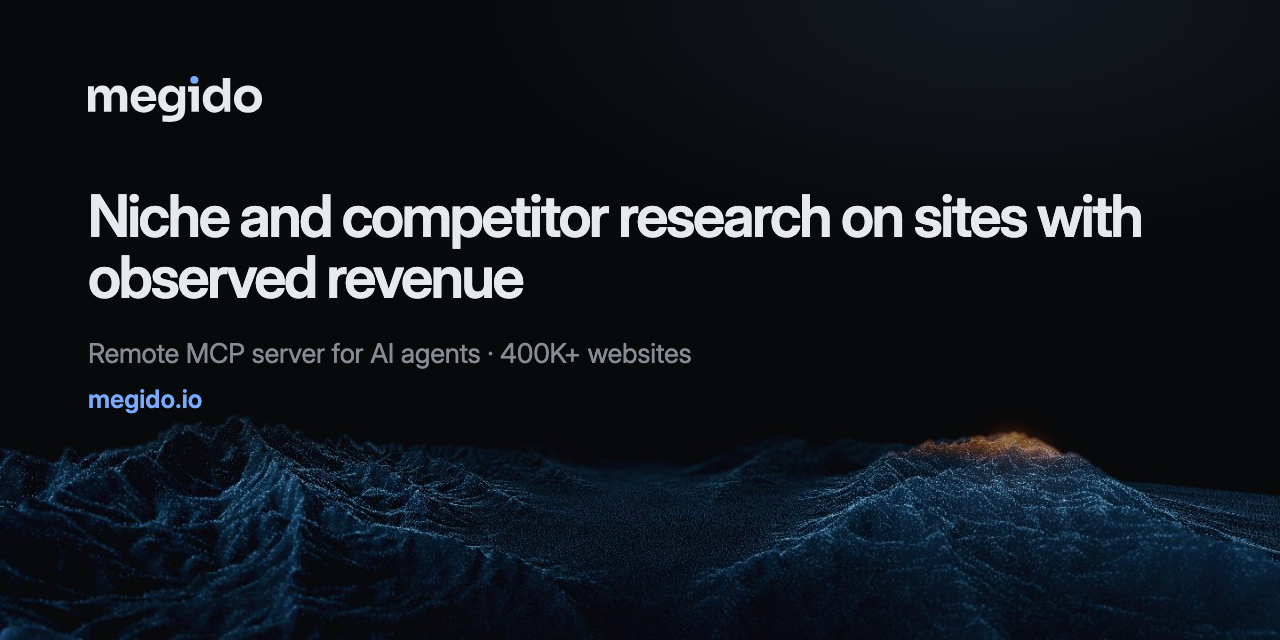 megido
Niche and competitor research on sites with
observed revenue
Remote MCP server for AI agents · 400K+ websites
megido.io